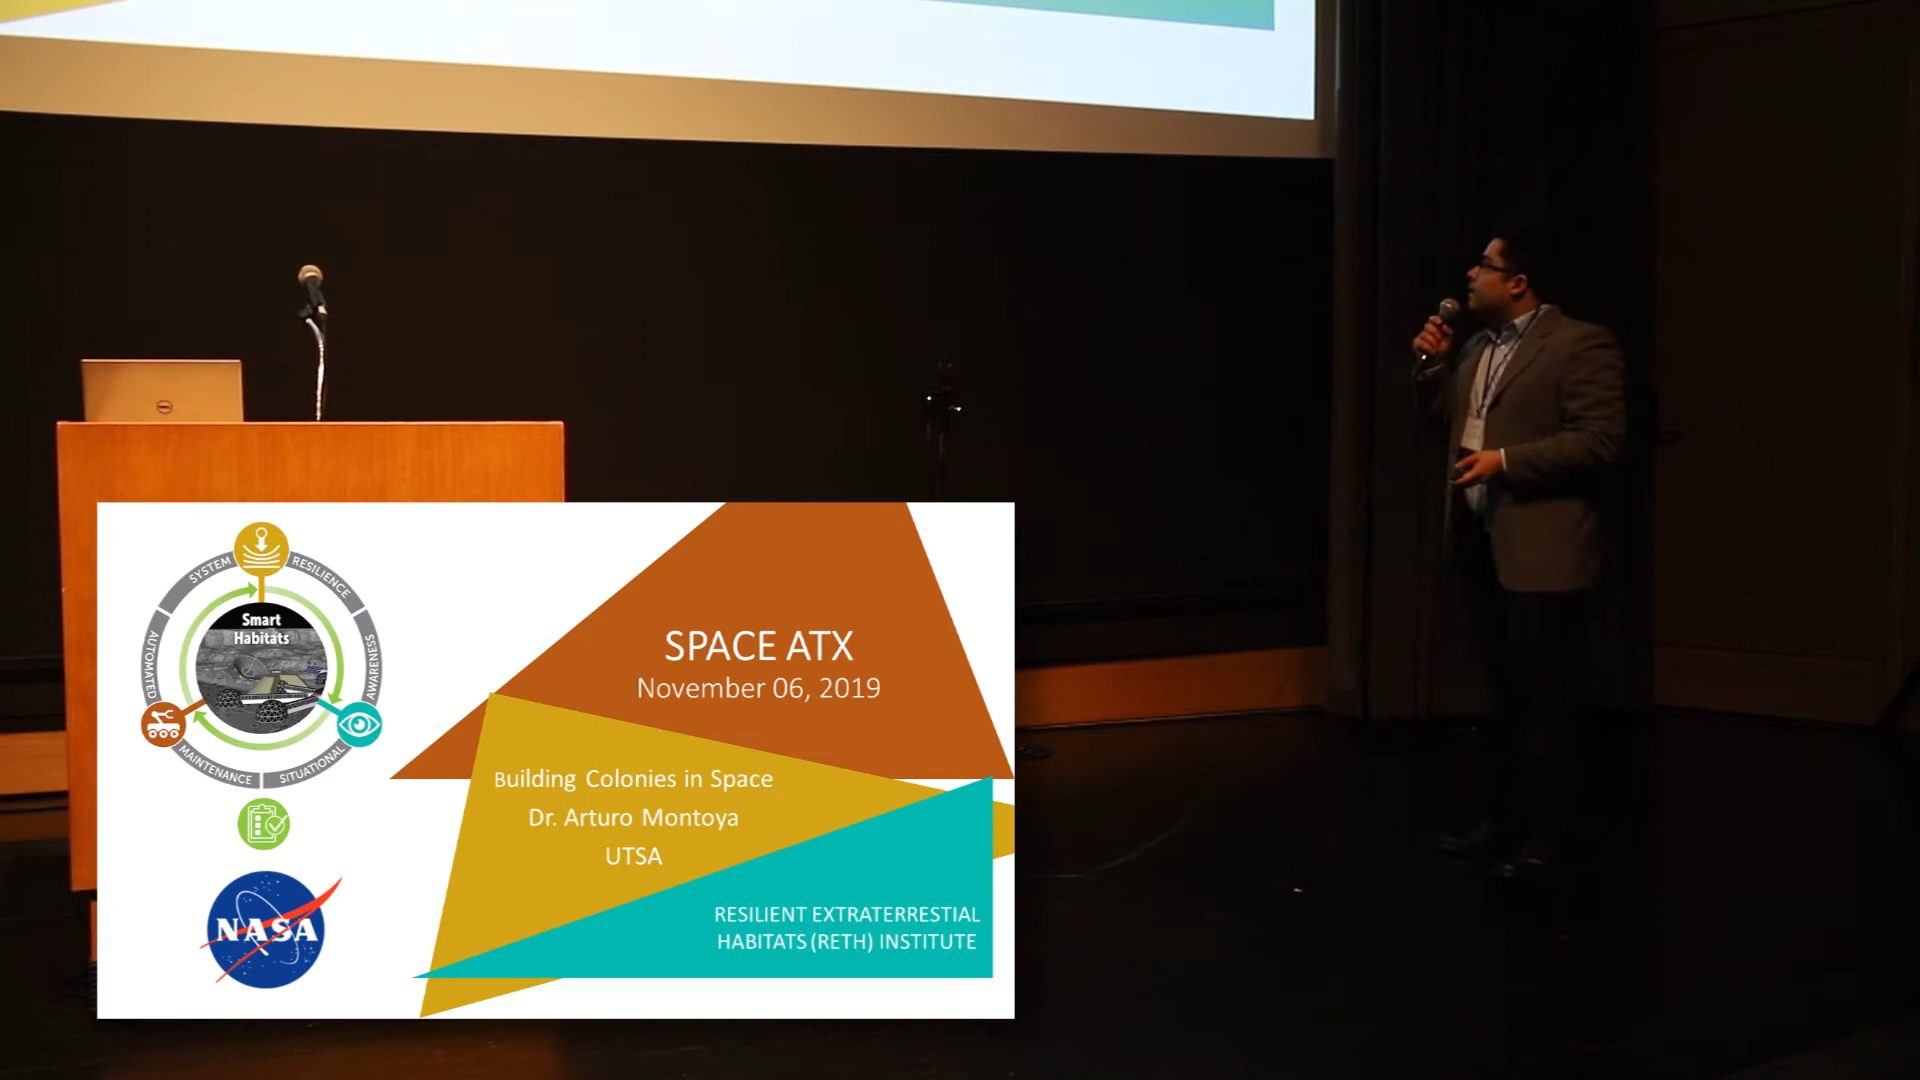 SYSTEM RESILIENCE
Smart
Habitats
AUTOMATED
AWARENESS
MAINTENANCE
SITUATIONAL
NASA
SPACE ATX
November 06, 2019
Building Colonies in Space
Dr. Arturo Montoya
UTSA
RESILIENT EXTRATERRESTIAL
HABITATS (RETH) INSTITUTE
DELL